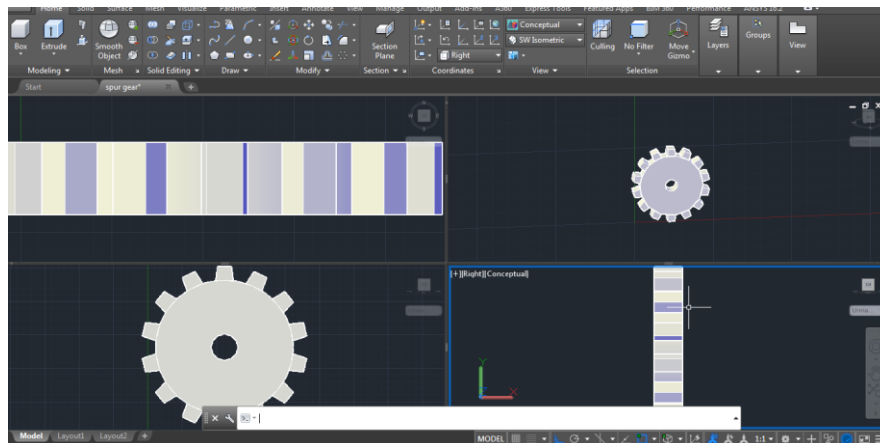 Home Solid Surface Mesh Visualize Parametric Insert Annotate View Manage Output Add-ins A360 Express Tools Featured Apps BIM 360 Performance
Conceptual
SW Isometric
Right
Box Extrude Smooth Object Section Plane Culling No Filter Move Gizmo Layers Groups View
Modeling Mesh Solid Editing Draw Modify Section Coordinates View Selection
Start spur gear* +
[+][Right][Conceptual]
Y
X
Model Layout1 Layout2 + MODEL 1:1